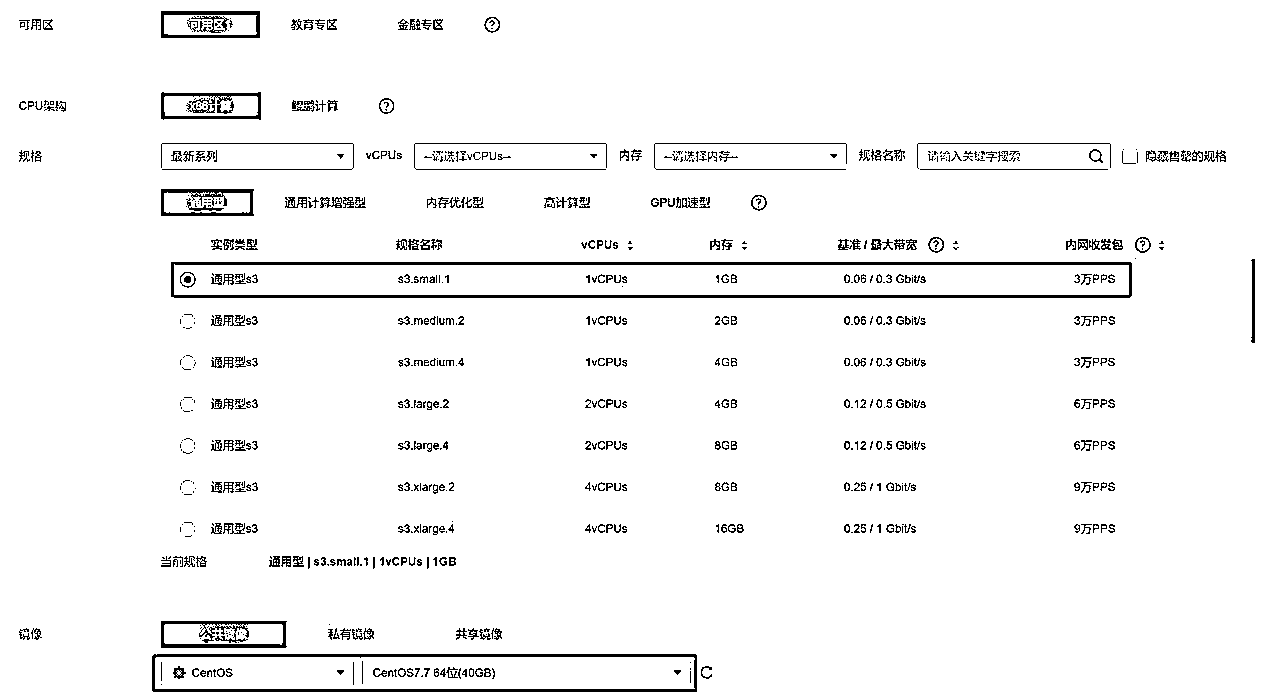 可用区 可用区1 教育专区 金融专区 ?
CPU架构 x86计算 鲲鹏计算 ?
规格 最新系列 vCPUs --请选择vCPUs-- 内存 --请选择内存-- 规格名称 请输入关键字搜索 隐藏售罄的规格
通用型 通用计算增强型 内存优化型 高计算型 GPU加速型 ?
实例类型 规格名称 vCPUs 内存 基准 / 最大带宽 ? 内网收发包 ?
通用型s3 s3.small.1 1vCPUs 1GB 0.06 / 0.3 Gbit/s 3万PPS
通用型s3 s3.medium.2 1vCPUs 2GB 0.06 / 0.3 Gbit/s 3万PPS
通用型s3 s3.medium.4 1vCPUs 4GB 0.06 / 0.3 Gbit/s 3万PPS
通用型s3 s3.large.2 2vCPUs 4GB 0.12 / 0.5 Gbit/s 6万PPS
通用型s3 s3.large.4 2vCPUs 8GB 0.12 / 0.5 Gbit/s 6万PPS
通用型s3 s3.xlarge.2 4vCPUs 8GB 0.25 / 1 Gbit/s 9万PPS
通用型s3 s3.xlarge.4 4vCPUs 16GB 0.25 / 1 Gbit/s 9万PPS
当前规格 通用型 | s3.small.1 | 1vCPUs | 1GB
镜像 公共镜像 私有镜像 共享镜像
CentOS CentOS7.7 64位(40GB)